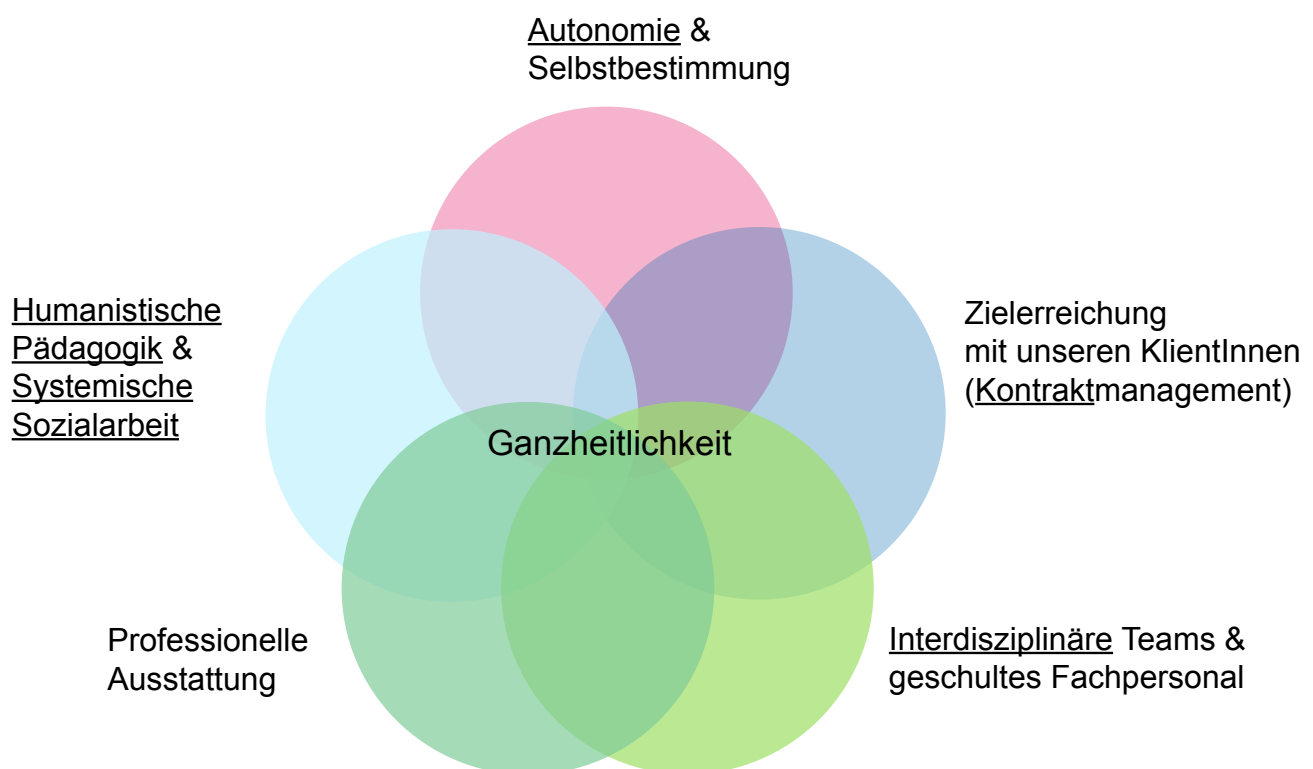 Autonomie &
Selbstbestimmung
Humanistische
Pädagogik &
Systemische
Sozialarbeit
Zielerreichung
mit unseren KlientInnen
(Kontraktmanagement)
Ganzheitlichkeit
Professionelle
Ausstattung
Interdisziplinäre Teams &
geschultes Fachpersonal